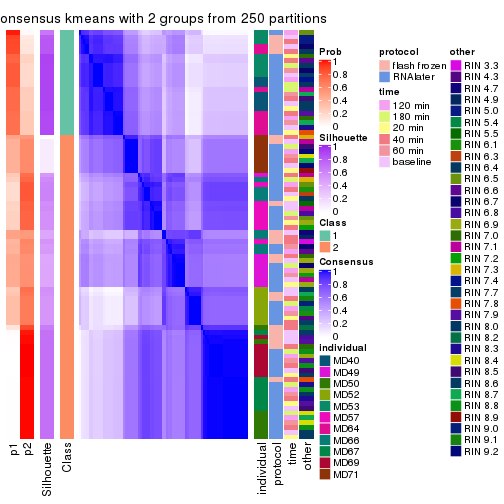 onsensus kmeans with 2 groups from 250 partitions
Prob
1
0.8
0.6
0.4
0.2
0
Silhouette
1
0.8
0.6
0.4
0.2
0
Class
1
2
Consensus
1
0.8
0.6
0.4
0.2
0
individual
MD40
MD49
MD50
MD52
MD53
MD57
MD64
MD66
MD67
MD69
MD71
protocol
flash frozen
RNAlater
time
120 min
180 min
20 min
40 min
60 min
baseline
other
RIN 3.3
RIN 4.3
RIN 4.7
RIN 4.9
RIN 5.0
RIN 5.4
RIN 5.5
RIN 6.1
RIN 6.3
RIN 6.4
RIN 6.5
RIN 6.6
RIN 6.7
RIN 6.8
RIN 6.9
RIN 7.0
RIN 7.1
RIN 7.2
RIN 7.3
RIN 7.4
RIN 7.7
RIN 7.8
RIN 7.9
RIN 8.0
RIN 8.2
RIN 8.3
RIN 8.4
RIN 8.5
RIN 8.6
RIN 8.7
RIN 8.8
RIN 8.9
RIN 9.0
RIN 9.1
RIN 9.2
p1
p2
Silhouette
Class
individual
protocol
time
other